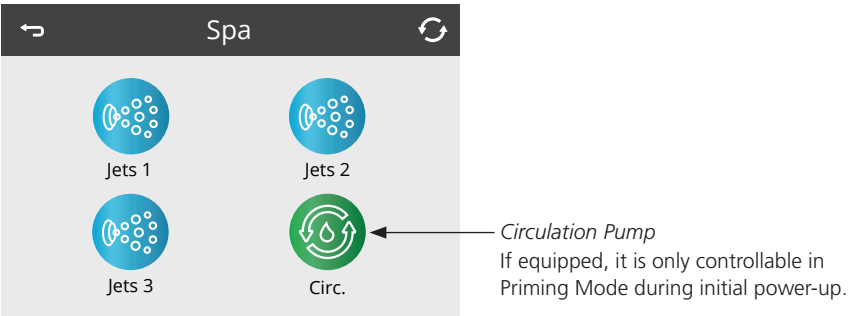 Spa
Jets 1
Jets 2
Jets 3
Circ.
Circulation Pump
If equipped, it is only controllable in
Priming Mode during initial power-up.